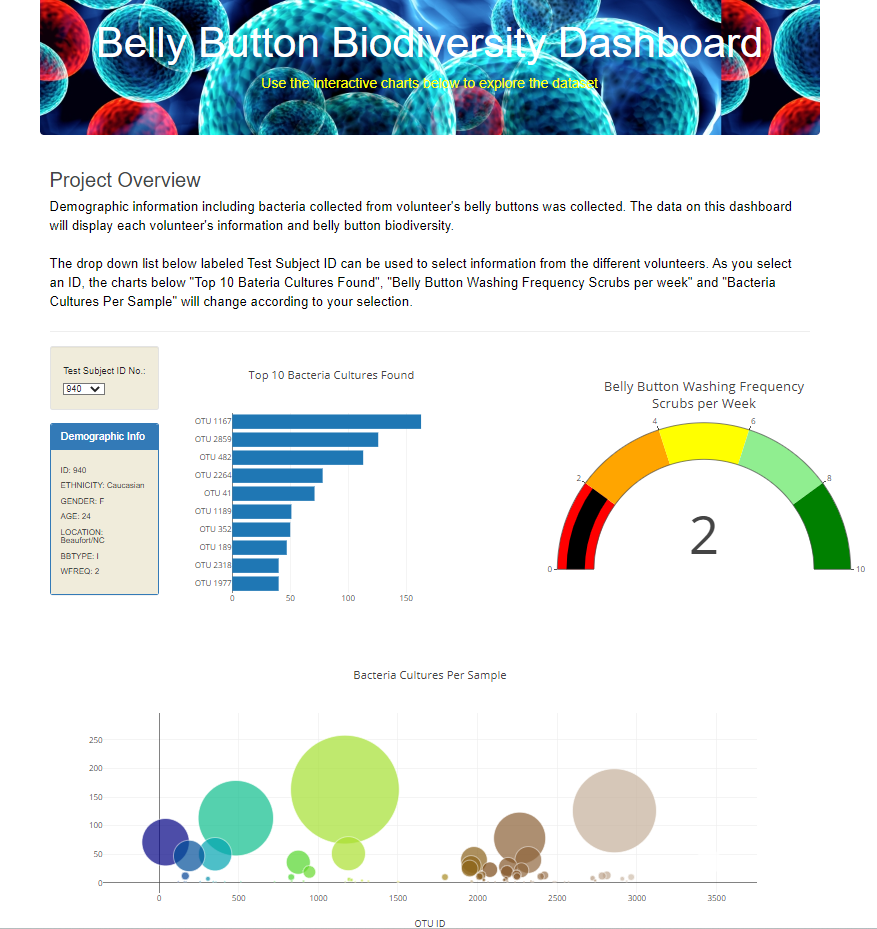 Belly Button Biodiversity Dashboard
Use the interactive charts below to explore the dataset
Project Overview
Demographic information including bacteria collected from volunteer's belly buttons was collected. The data on this dashboard
will display each volunteer's information and belly button biodiversity.
The drop down list below labeled Test Subject ID can be used to select information from the different volunteers. As you select
an ID, the charts below "Top 10 Bateria Cultures Found", "Belly Button Washing Frequency Scrubs per week" and "Bacteria
Cultures Per Sample" will change according to your selection.
Test Subject ID No.:
940
Demographic Info
ID: 940
ETHNICITY: Caucasian
GENDER: F
AGE: 24
LOCATION:
Beaufort/NC
BBTYPE: I
WFREQ: 2
Top 10 Bacteria Cultures Found
OTU 1167
OTU 2859
OTU 482
OTU 2264
OTU 41
OTU 1189
OTU 352
OTU 189
OTU 2318
OTU 1977
0 50 100 150
Belly Button Washing Frequency
Scrubs per Week
4 6
2 8
2
0 10
Bacteria Cultures Per Sample
250
200
150
100
50
0
0 500 1000 1500 2000 2500 3000 3500
OTU ID